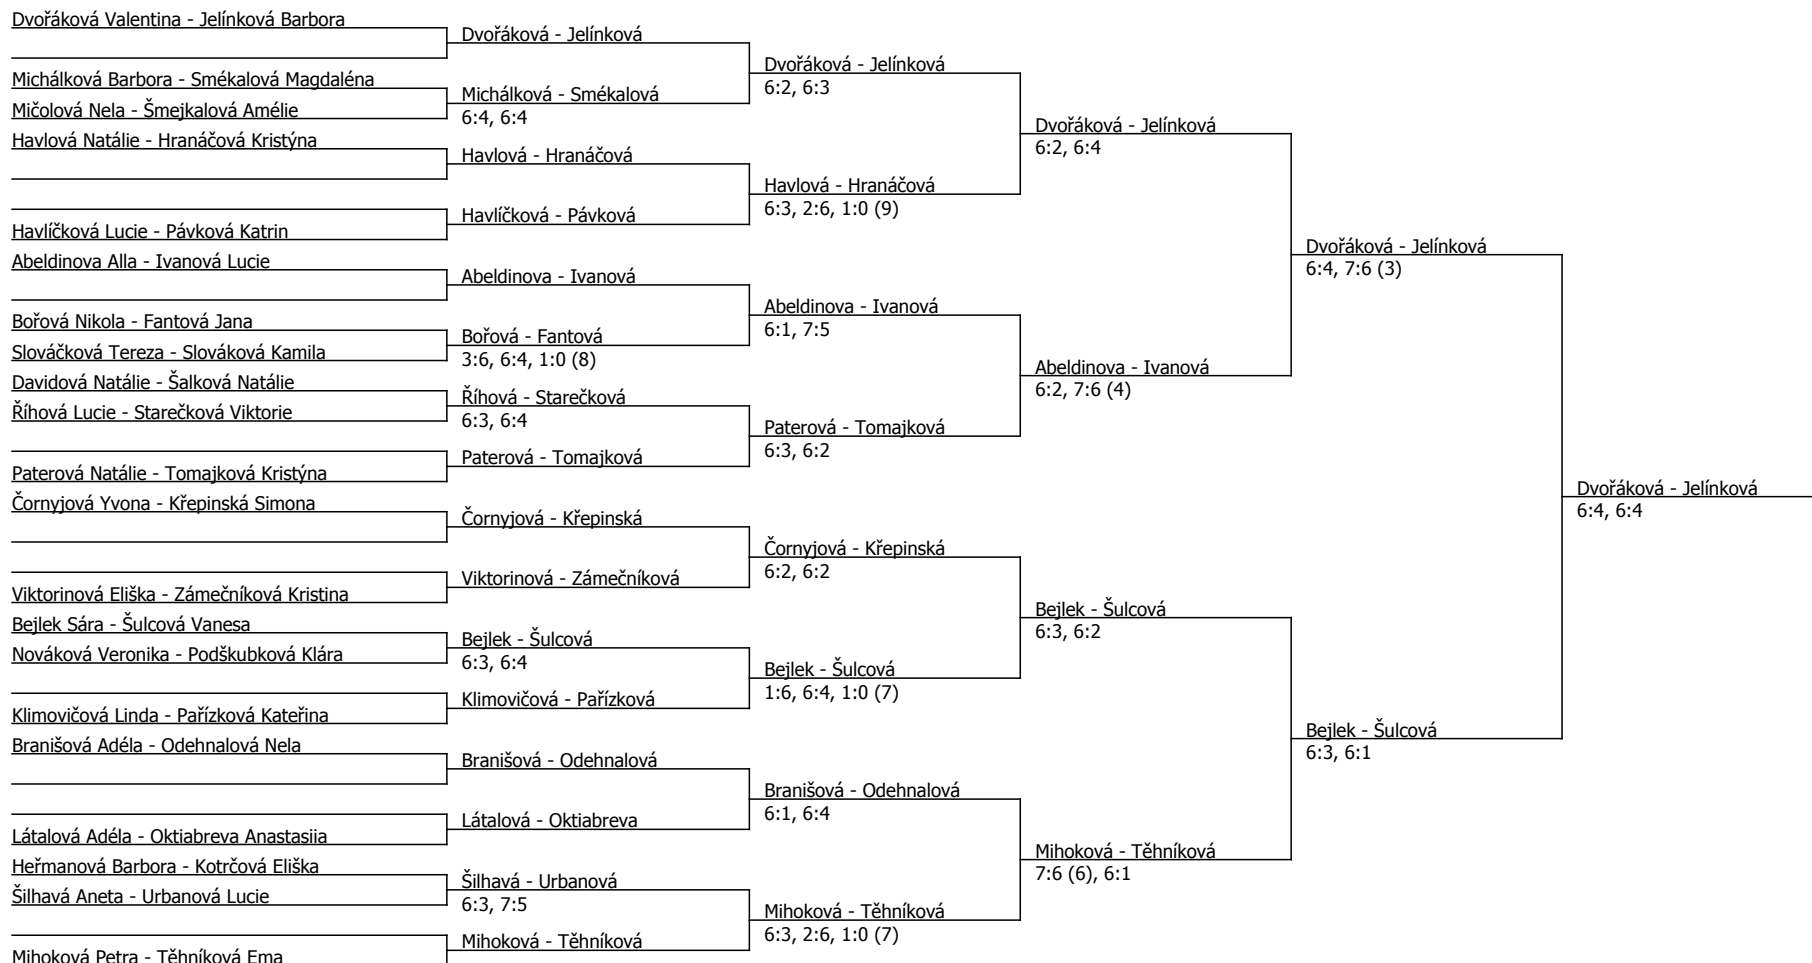 Dvořáková Valentina - Jelínková Barbora
Michálková Barbora - Smékalová Magdaléna
Mičolová Nela - Šmejkalová Amélie
Havlová Natálie - Hranáčová Kristýna
Havlíčková Lucie - Pávková Katrin
Abeldinova Alla - Ivanová Lucie
Bořová Nikola - Fantová Jana
Slováčková Tereza - Slováková Kamila
Davidová Natálie - Šalková Natálie
Říhová Lucie - Starečková Viktorie
Paterová Natálie - Tomajková Kristýna
Čornyjová Yvona - Křepinská Simona
Viktorinová Eliška - Zámečníková Kristina
Bejlek Sára - Šulcová Vanesa
Nováková Veronika - Podškubková Klára
Klimovičová Linda - Pařízková Kateřina
Branišová Adéla - Odehnalová Nela
Látalová Adéla - Oktiabreva Anastasiia
Heřmanová Barbora - Kotrčová Eliška
Šilhavá Aneta - Urbanová Lucie
Mihoková Petra - Těhníková Ema
Dvořáková - Jelínková
Michálková - Smékalová
6:4, 6:4
Havlová - Hranáčová
Havlíčková - Pávková
Abeldinova - Ivanová
Bořová - Fantová
3:6, 6:4, 1:0 (8)
Říhová - Starečková
6:3, 6:4
Paterová - Tomajková
Čornyjová - Křepinská
Viktorinová - Zámečníková
Bejlek - Šulcová
6:3, 6:4
Klimovičová - Pařízková
Branišová - Odehnalová
Látalová - Oktiabreva
Šilhavá - Urbanová
6:3, 7:5
Mihoková - Těhníková
Dvořáková - Jelínková
6:2, 6:3
Havlová - Hranáčová
6:3, 2:6, 1:0 (9)
Abeldinova - Ivanová
6:1, 7:5
Paterová - Tomajková
6:3, 6:2
Čornyjová - Křepinská
6:2, 6:2
Bejlek - Šulcová
1:6, 6:4, 1:0 (7)
Branišová - Odehnalová
6:1, 6:4
Mihoková - Těhníková
6:3, 2:6, 1:0 (7)
Dvořáková - Jelínková
6:2, 6:4
Abeldinova - Ivanová
6:2, 7:6 (4)
Bejlek - Šulcová
6:3, 6:2
Mihoková - Těhníková
7:6 (6), 6:1
Dvořáková - Jelínková
6:4, 7:6 (3)
Bejlek - Šulcová
6:3, 6:1
Dvořáková - Jelínková
6:4, 6:4